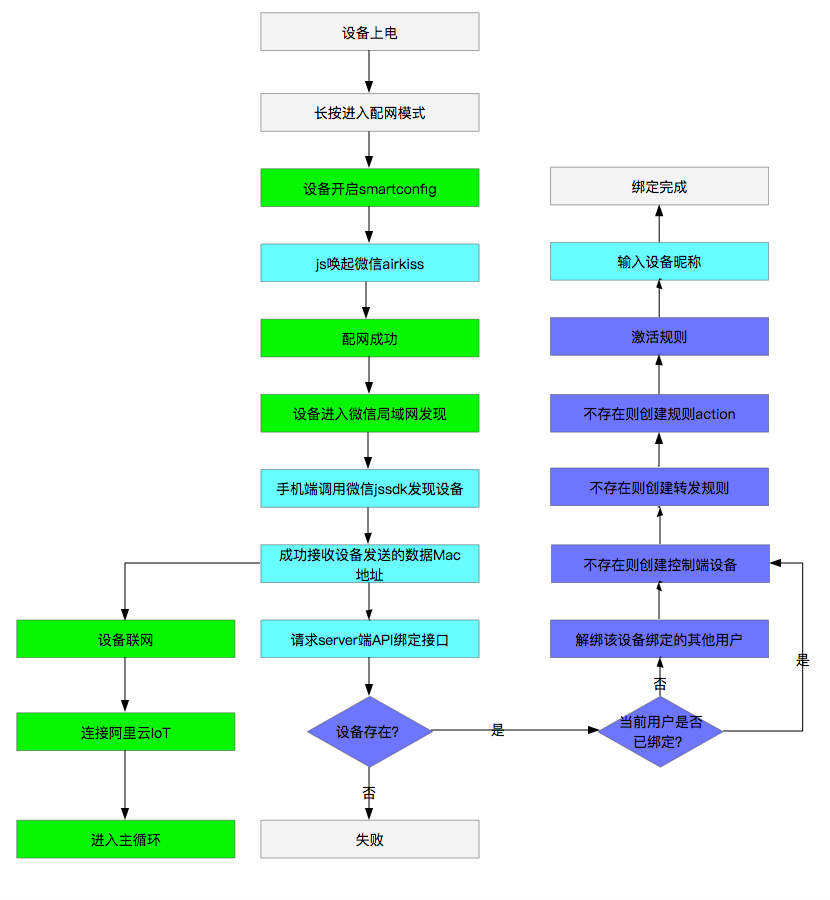 设备上电
长按进入配网模式
设备开启smartconfig
js唤起微信airkiss
配网成功
设备进入微信局域网发现
手机端调用微信jssdk发现设备
成功接收设备发送的数据Mac
地址
设备联网
连接阿里云IoT
进入主循环
请求server端API绑定接口
设备存在?
否
失败
是
当前用户是否
已绑定?
否
是
解绑该设备绑定的其他用户
不存在则创建控制端设备
不存在则创建转发规则
不存在则创建规则action
激活规则
输入设备昵称
绑定完成